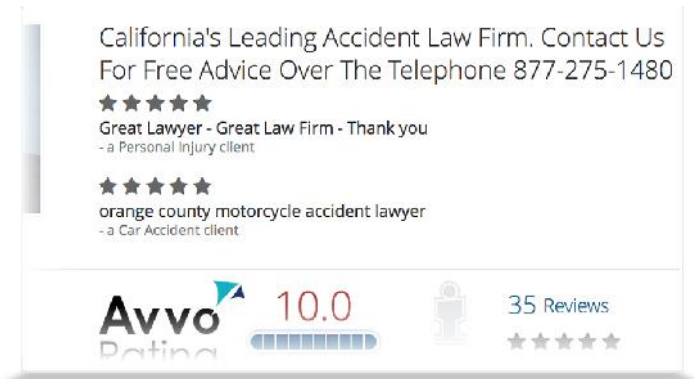 California's Leading Accident Law Firm. Contact Us
For Free Advice Over The Telephone 877-275-1480
Great Lawyer - Great Law Firm - Thank you
- a Personal Injury client
orange county motorcycle accident lawyer
- a Car Accident client
Avvo 10.0 35 Reviews
Rating